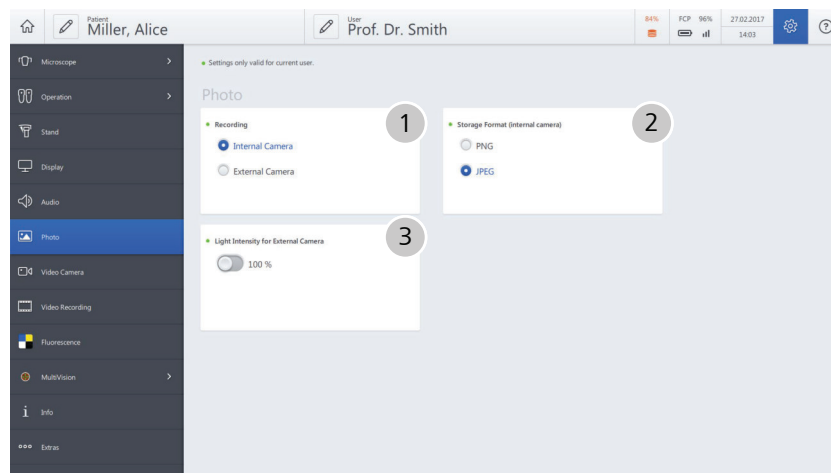 Patient
Miller, Alice
User
Prof. Dr. Smith
84%
FCP 96%
27.02.2017
14:03
?
Microscope
Operation
Stand
Display
Audio
Photo
Video Camera
Video Recording
Fluorescence
MultiVision
Info
Extras
Settings only valid for current user.
Photo
Recording
1
Internal Camera
External Camera
Storage Format (internal camera)
2
PNG
JPEG
Light Intensity for External Camera
3
100 %